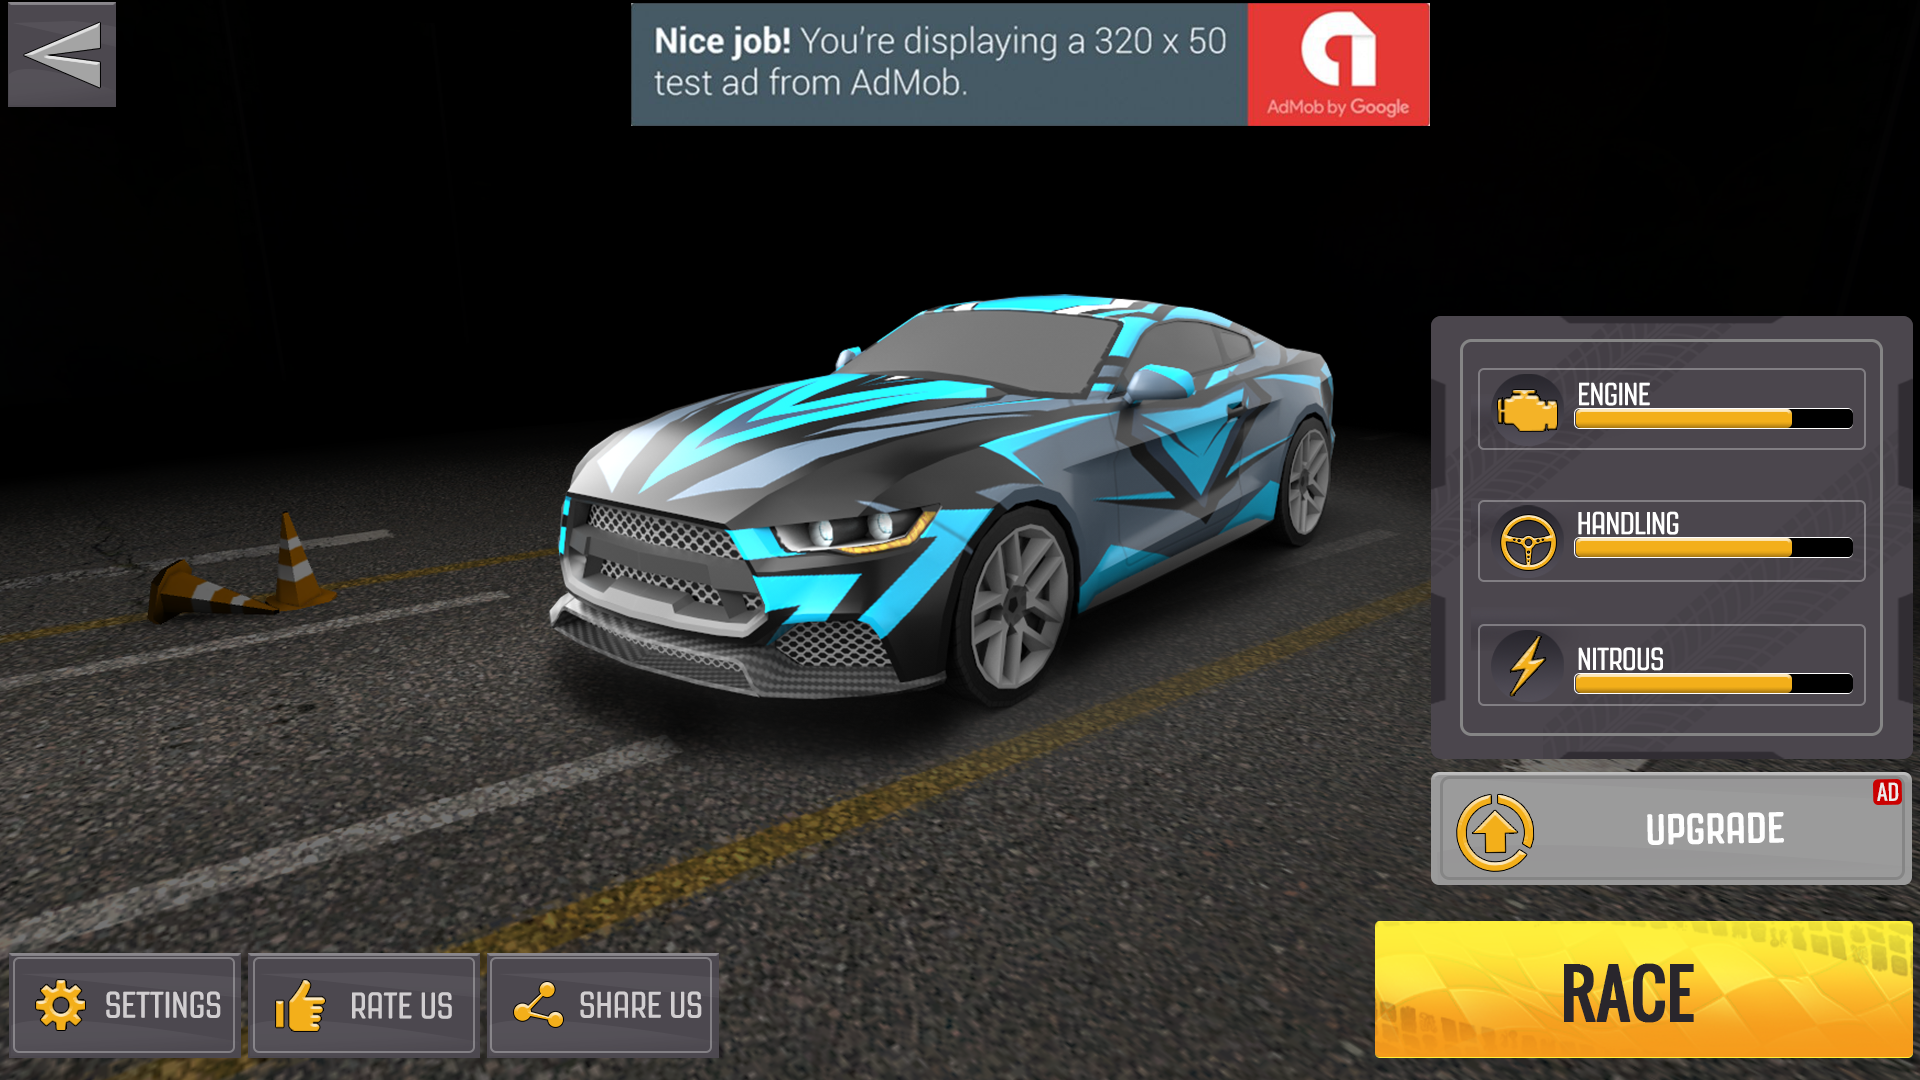 Nice job! You're displaying a 320 x 50
test ad from AdMob.
AdMob by Google
ENGINE
HANDLING
NITROUS
AD
UPGRADE
RACE
SETTINGS
RATE US
SHARE US